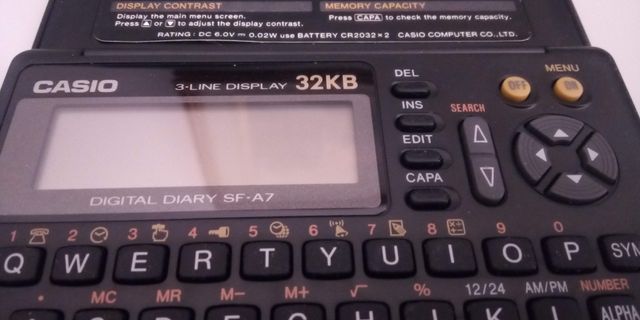 DISPLAY CONTRAST
Display the main menu screen.
Press ▲ or ▼ to adjust the display contrast.
MEMORY CAPACITY
Press CAPA to check the memory capacity.
RATING: DC 6.0V ⎓ 0.02W use BATTERY CR2032×2 CASIO COMPUTER CO.,LTD.
CASIO
3-LINE DISPLAY 32KB
DIGITAL DIARY SF-A7
DEL
INS
EDIT
CAPA
SEARCH
MENU
OFF
ON
1 2 3 4 5 6 7 8 9 0
Q W E R T Y U I O P SYM
MC MR M- M+ √ % 12/24 AM/PM NUMBER
ALPHA